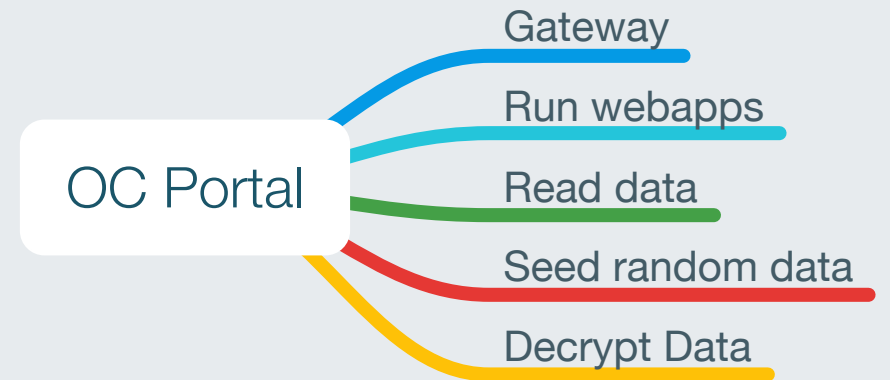 OC Portal
Gateway
Run webapps
Read data
Seed random data
Decrypt Data